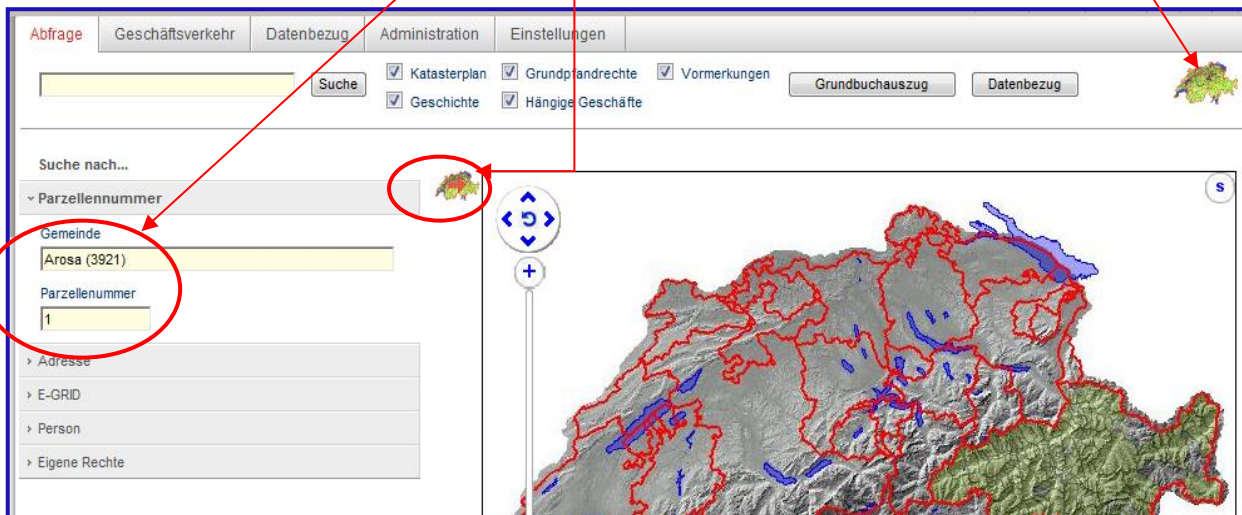 Abfrage Geschäftsverkehr Datenbezug Administration Einstellungen
Suche Katasterplan Grundpfandrechte Vormerkungen Grundbuchauszug Datenbezug
Geschichte Hängige Geschäfte
Suche nach...
Parzellennummer
Gemeinde
Arosa (3921)
Parzellenummer
1
Adresse
E-GRID
Person
Eigene Rechte
S